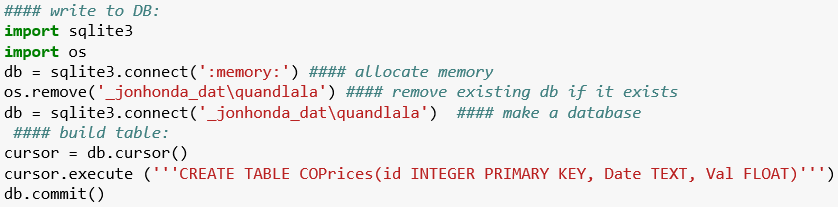 #### write to DB:
import sqlite3
import os
db = sqlite3.connect(':memory:') #### allocate memory
os.remove('_jonhonda_dat\quandlala') #### remove existing db if it exists
db = sqlite3.connect('_jonhonda_dat\quandlala')  #### make a database
 #### build table:
cursor = db.cursor()
cursor.execute ('''CREATE TABLE COPrices(id INTEGER PRIMARY KEY, Date TEXT, Val FLOAT)''')
db.commit()